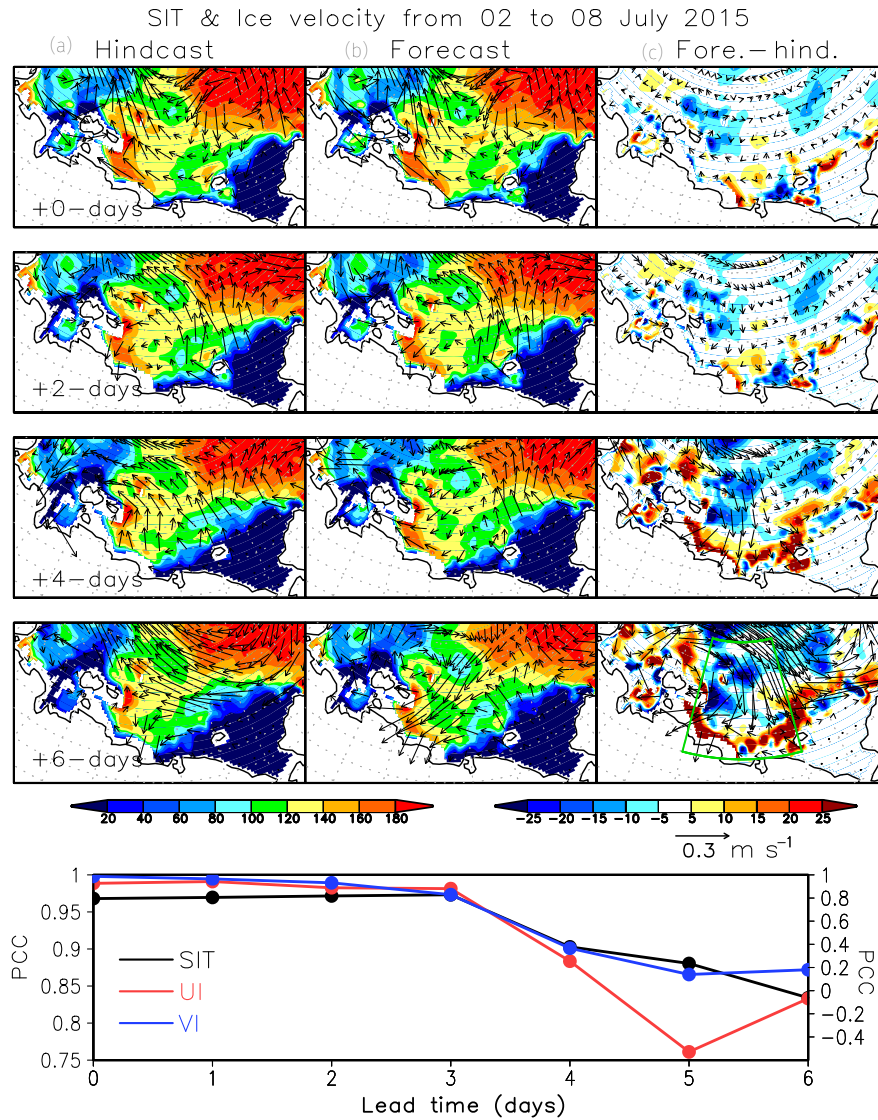 SIT & Ice velocity from 02 to 08 July 2015
(a) Hindcast (b) Forecast (c) Fore.-hind.
+0-days
+2-days
+4-days
+6-days
20 40 60 80 100 120 140 160 180
-25 -20 -15 -10 -5 5 10 15 20 25
0.3 m s⁻¹
1
0.95
0.9
0.85
0.8
0.75
PCC
SIT
UI
VI
1
0.8
0.6
0.4
0.2
0
-0.2
-0.4
PCC
0 1 2 3 4 5 6
Lead time (days)